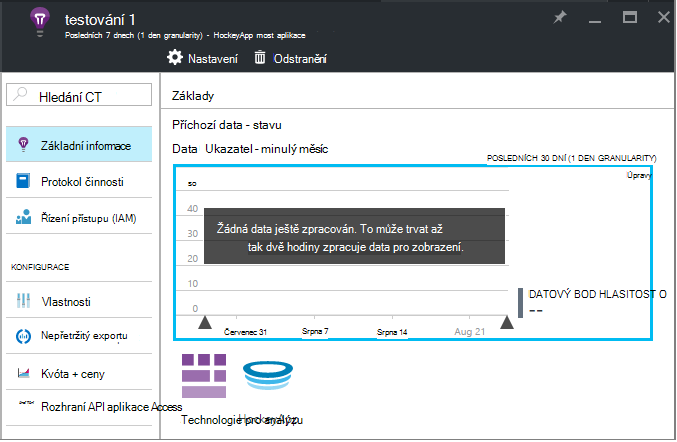 testování 1
Posledních 7 dnech (1 den granularity) - HockeyApp most aplikace
Nastavení Odstranění
Hledání CT
Základní informace
Protokol činnosti
Řízení přístupu (IAM)
KONFIGURACE
Vlastnosti
Nepřetržitý exportu
Kvóta + ceny
Rozhraní API aplikace Access
Základy
Příchozí data - stavu
Data Ukazatel - minulý měsíc
POSLEDNÍCH 30 DNÍ (1 DEN GRANULARITY)
Úpravy
so
40
30
20
10
0
Žádná data ještě zpracován. To může trvat až
tak dvě hodiny zpracuje data pro zobrazení.
Červenec 31 Srpna 7 Srpna 14 Aug 21
DATOVÝ BOD HLASITOST O
--
Technologie pro analýzu
HockeyApp